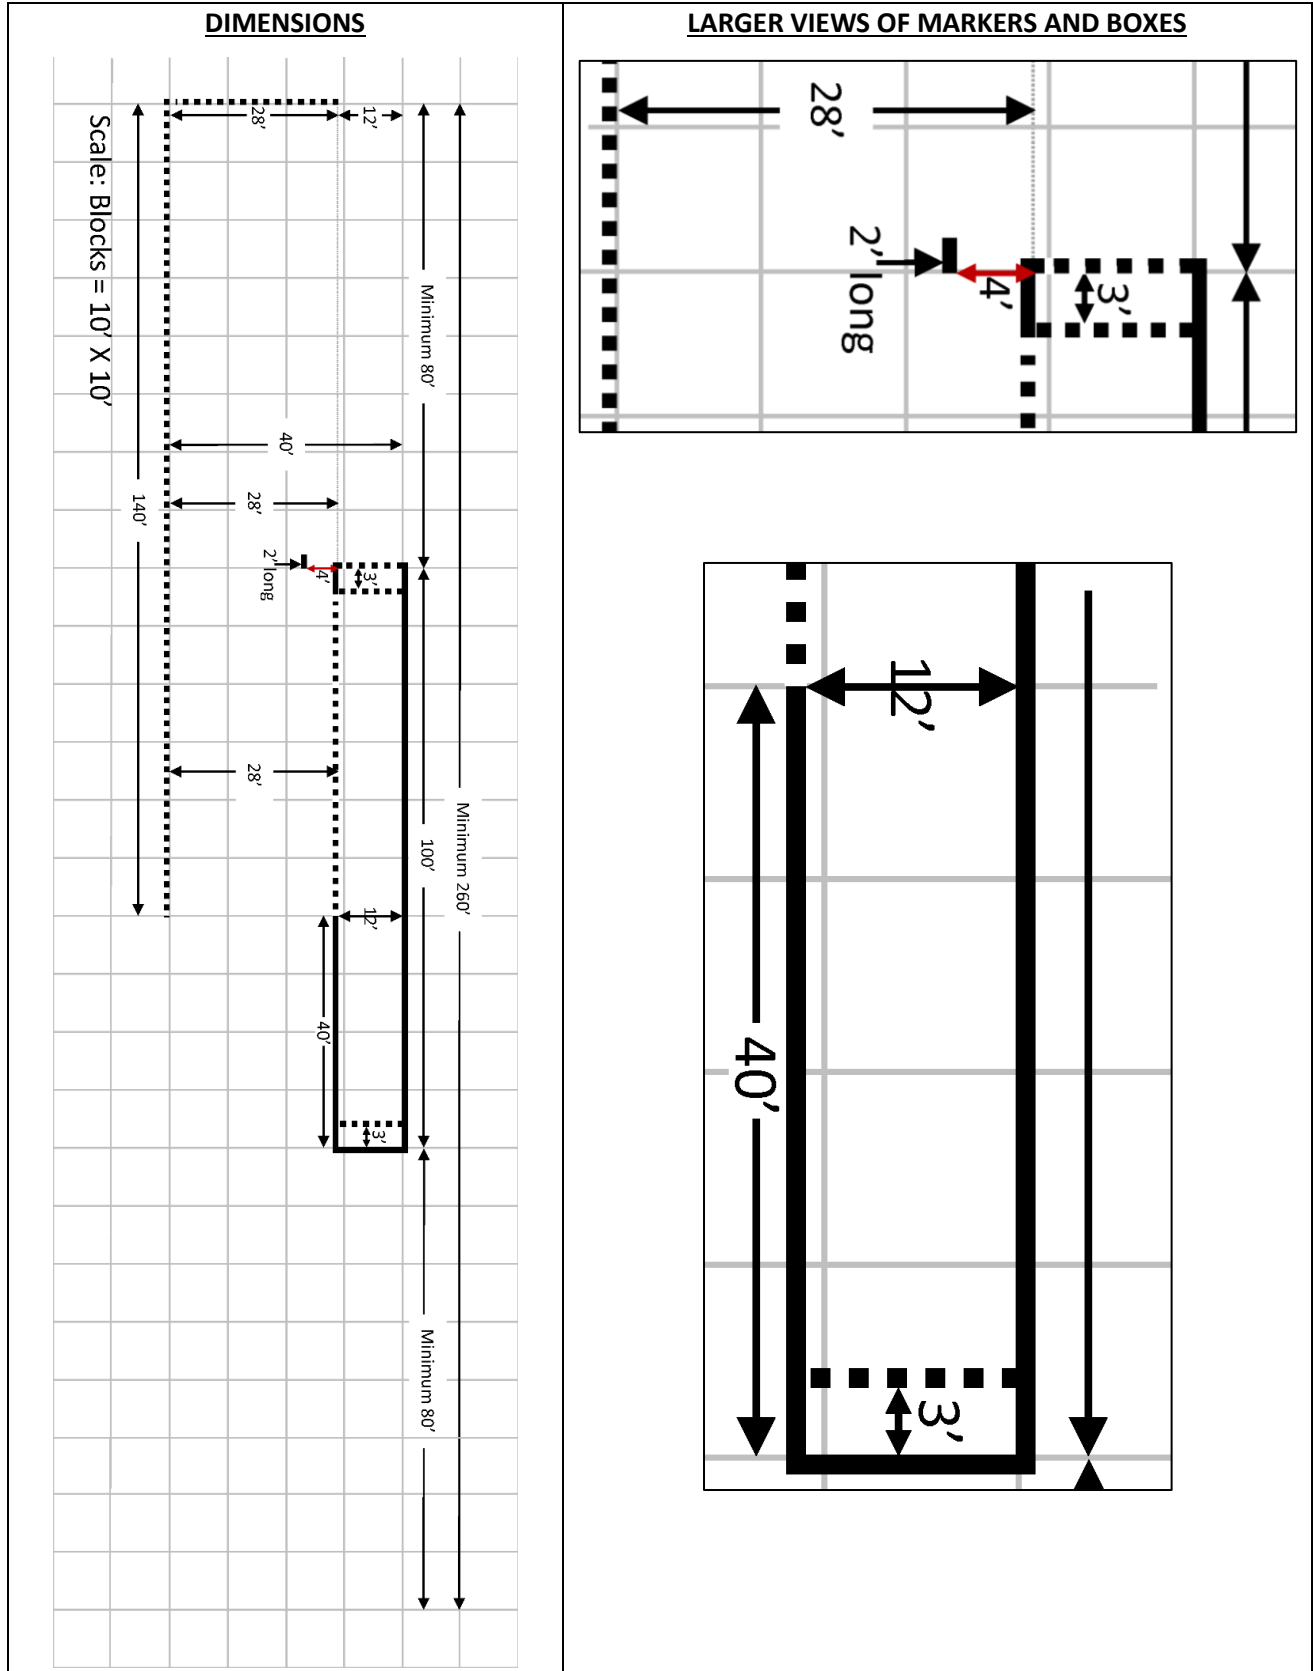 DIMENSIONS
28’
12’
Scale: Blocks = 10’ X 10’
Minimum 80’
40’
140’
28’
2’ long
4’
3’
28’
100’
Minimum 260’
12’
40’
3’
Minimum 80’
LARGER VIEWS OF MARKERS AND BOXES
28’
2’ long
4’
3’
12’
40’
3’